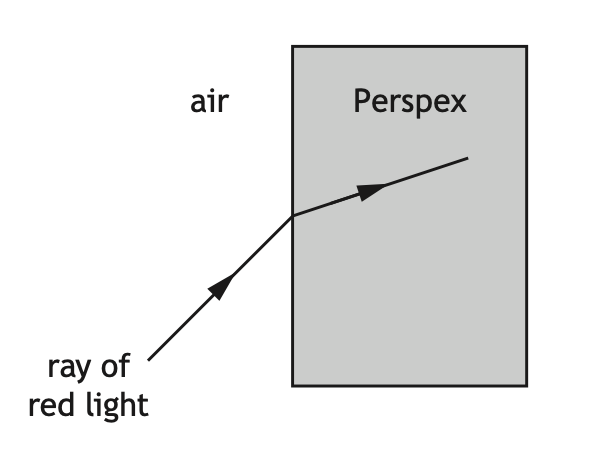 air
Perspex
ray of
red light